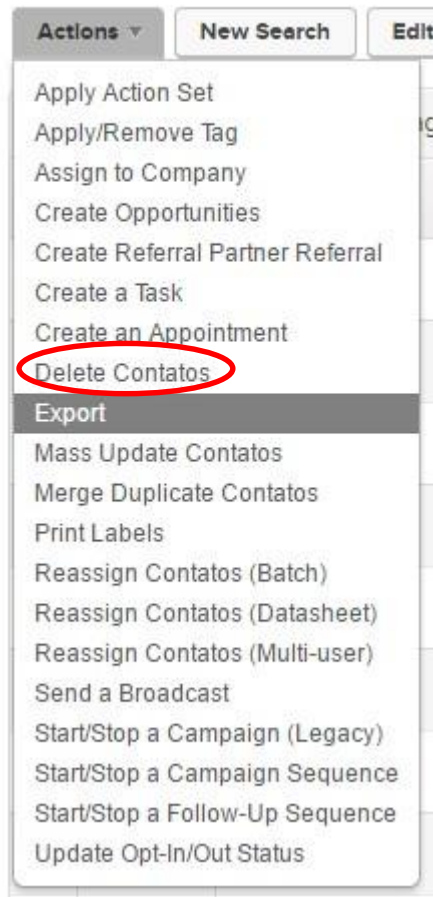 Actions New Search Edit
Apply Action Set
Apply/Remove Tag
Assign to Company
Create Opportunities
Create Referral Partner Referral
Create a Task
Create an Appointment
Delete Contatos
Export
Mass Update Contatos
Merge Duplicate Contatos
Print Labels
Reassign Contatos (Batch)
Reassign Contatos (Datasheet)
Reassign Contatos (Multi-user)
Send a Broadcast
Start/Stop a Campaign (Legacy)
Start/Stop a Campaign Sequence
Start/Stop a Follow-Up Sequence
Update Opt-In/Out Status